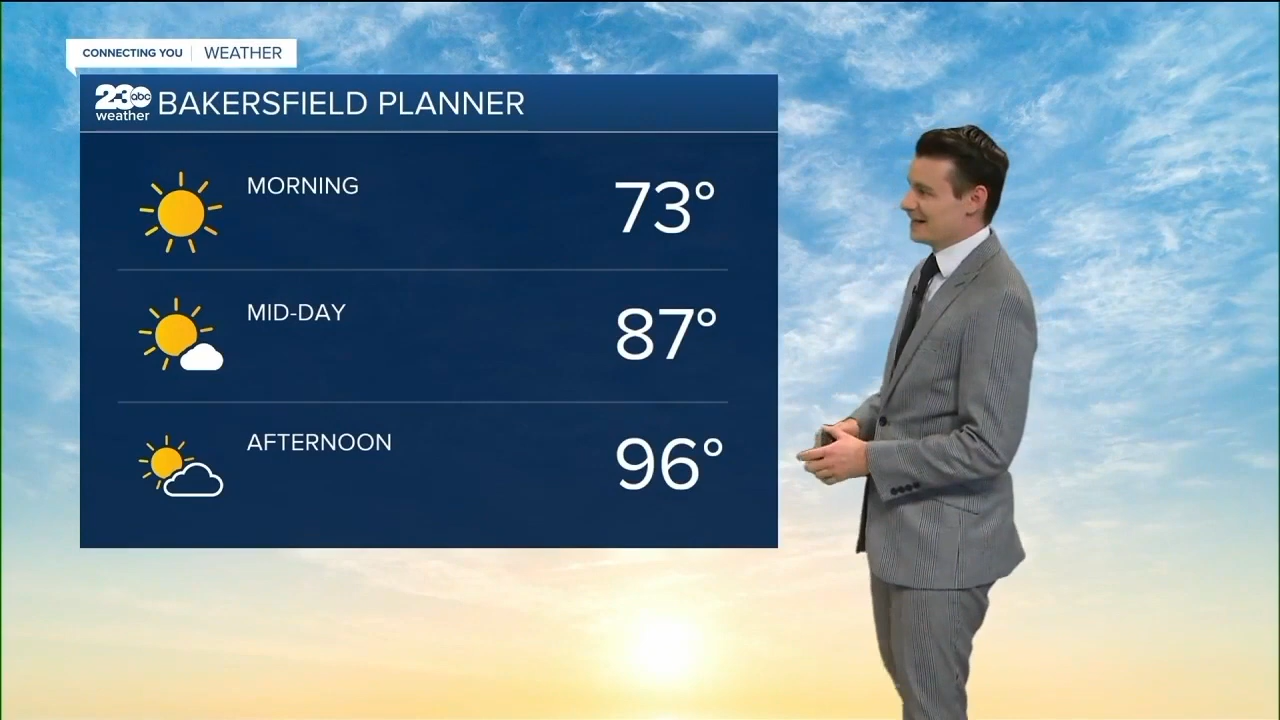 CONNECTING YOU | WEATHER
23 abc
weather
BAKERSFIELD PLANNER
MORNING 73°
MID-DAY 87°
AFTERNOON 96°